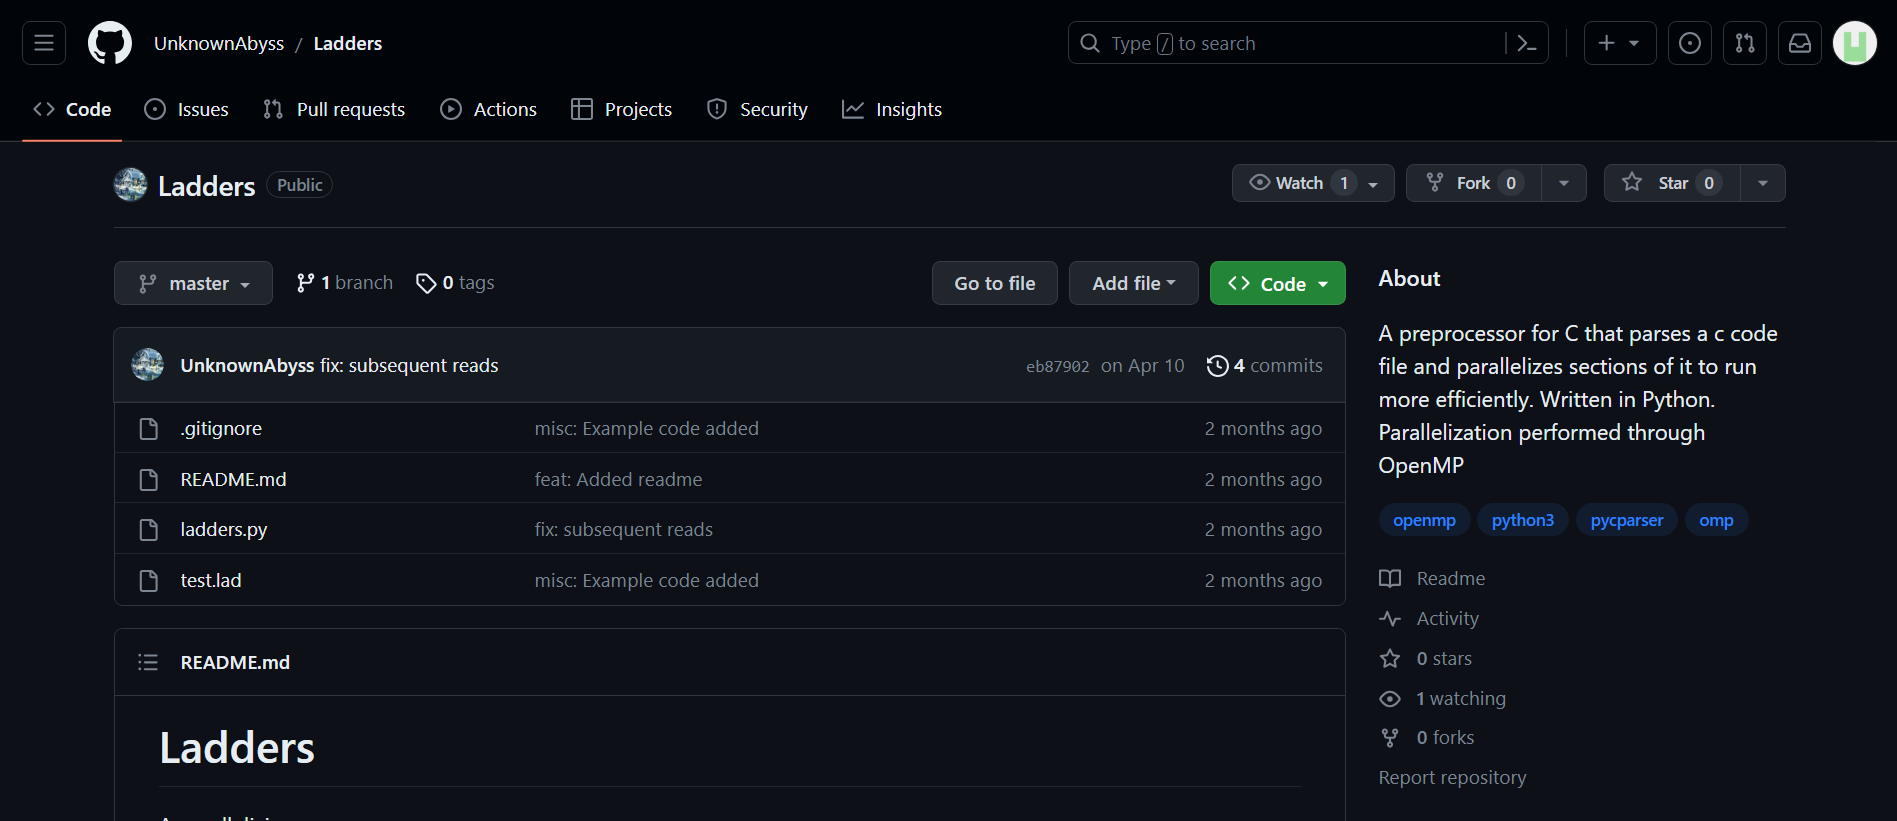 UnknownAbyss / Ladders
Type / to search
Code Issues Pull requests Actions Projects Security Insights
Ladders Public
Watch 1 Fork 0 Star 0
master 1 branch 0 tags Go to file Add file Code
UnknownAbyss fix: subsequent reads eb87902 on Apr 10 4 commits
.gitignore misc: Example code added 2 months ago
README.md feat: Added readme 2 months ago
ladders.py fix: subsequent reads 2 months ago
test.lad misc: Example code added 2 months ago
README.md
Ladders
About
A preprocessor for C that parses a c code
file and parallelizes sections of it to run
more efficiently. Written in Python.
Parallelization performed through
OpenMP
openmp python3 pycparser omp
Readme
Activity
0 stars
1 watching
0 forks
Report repository